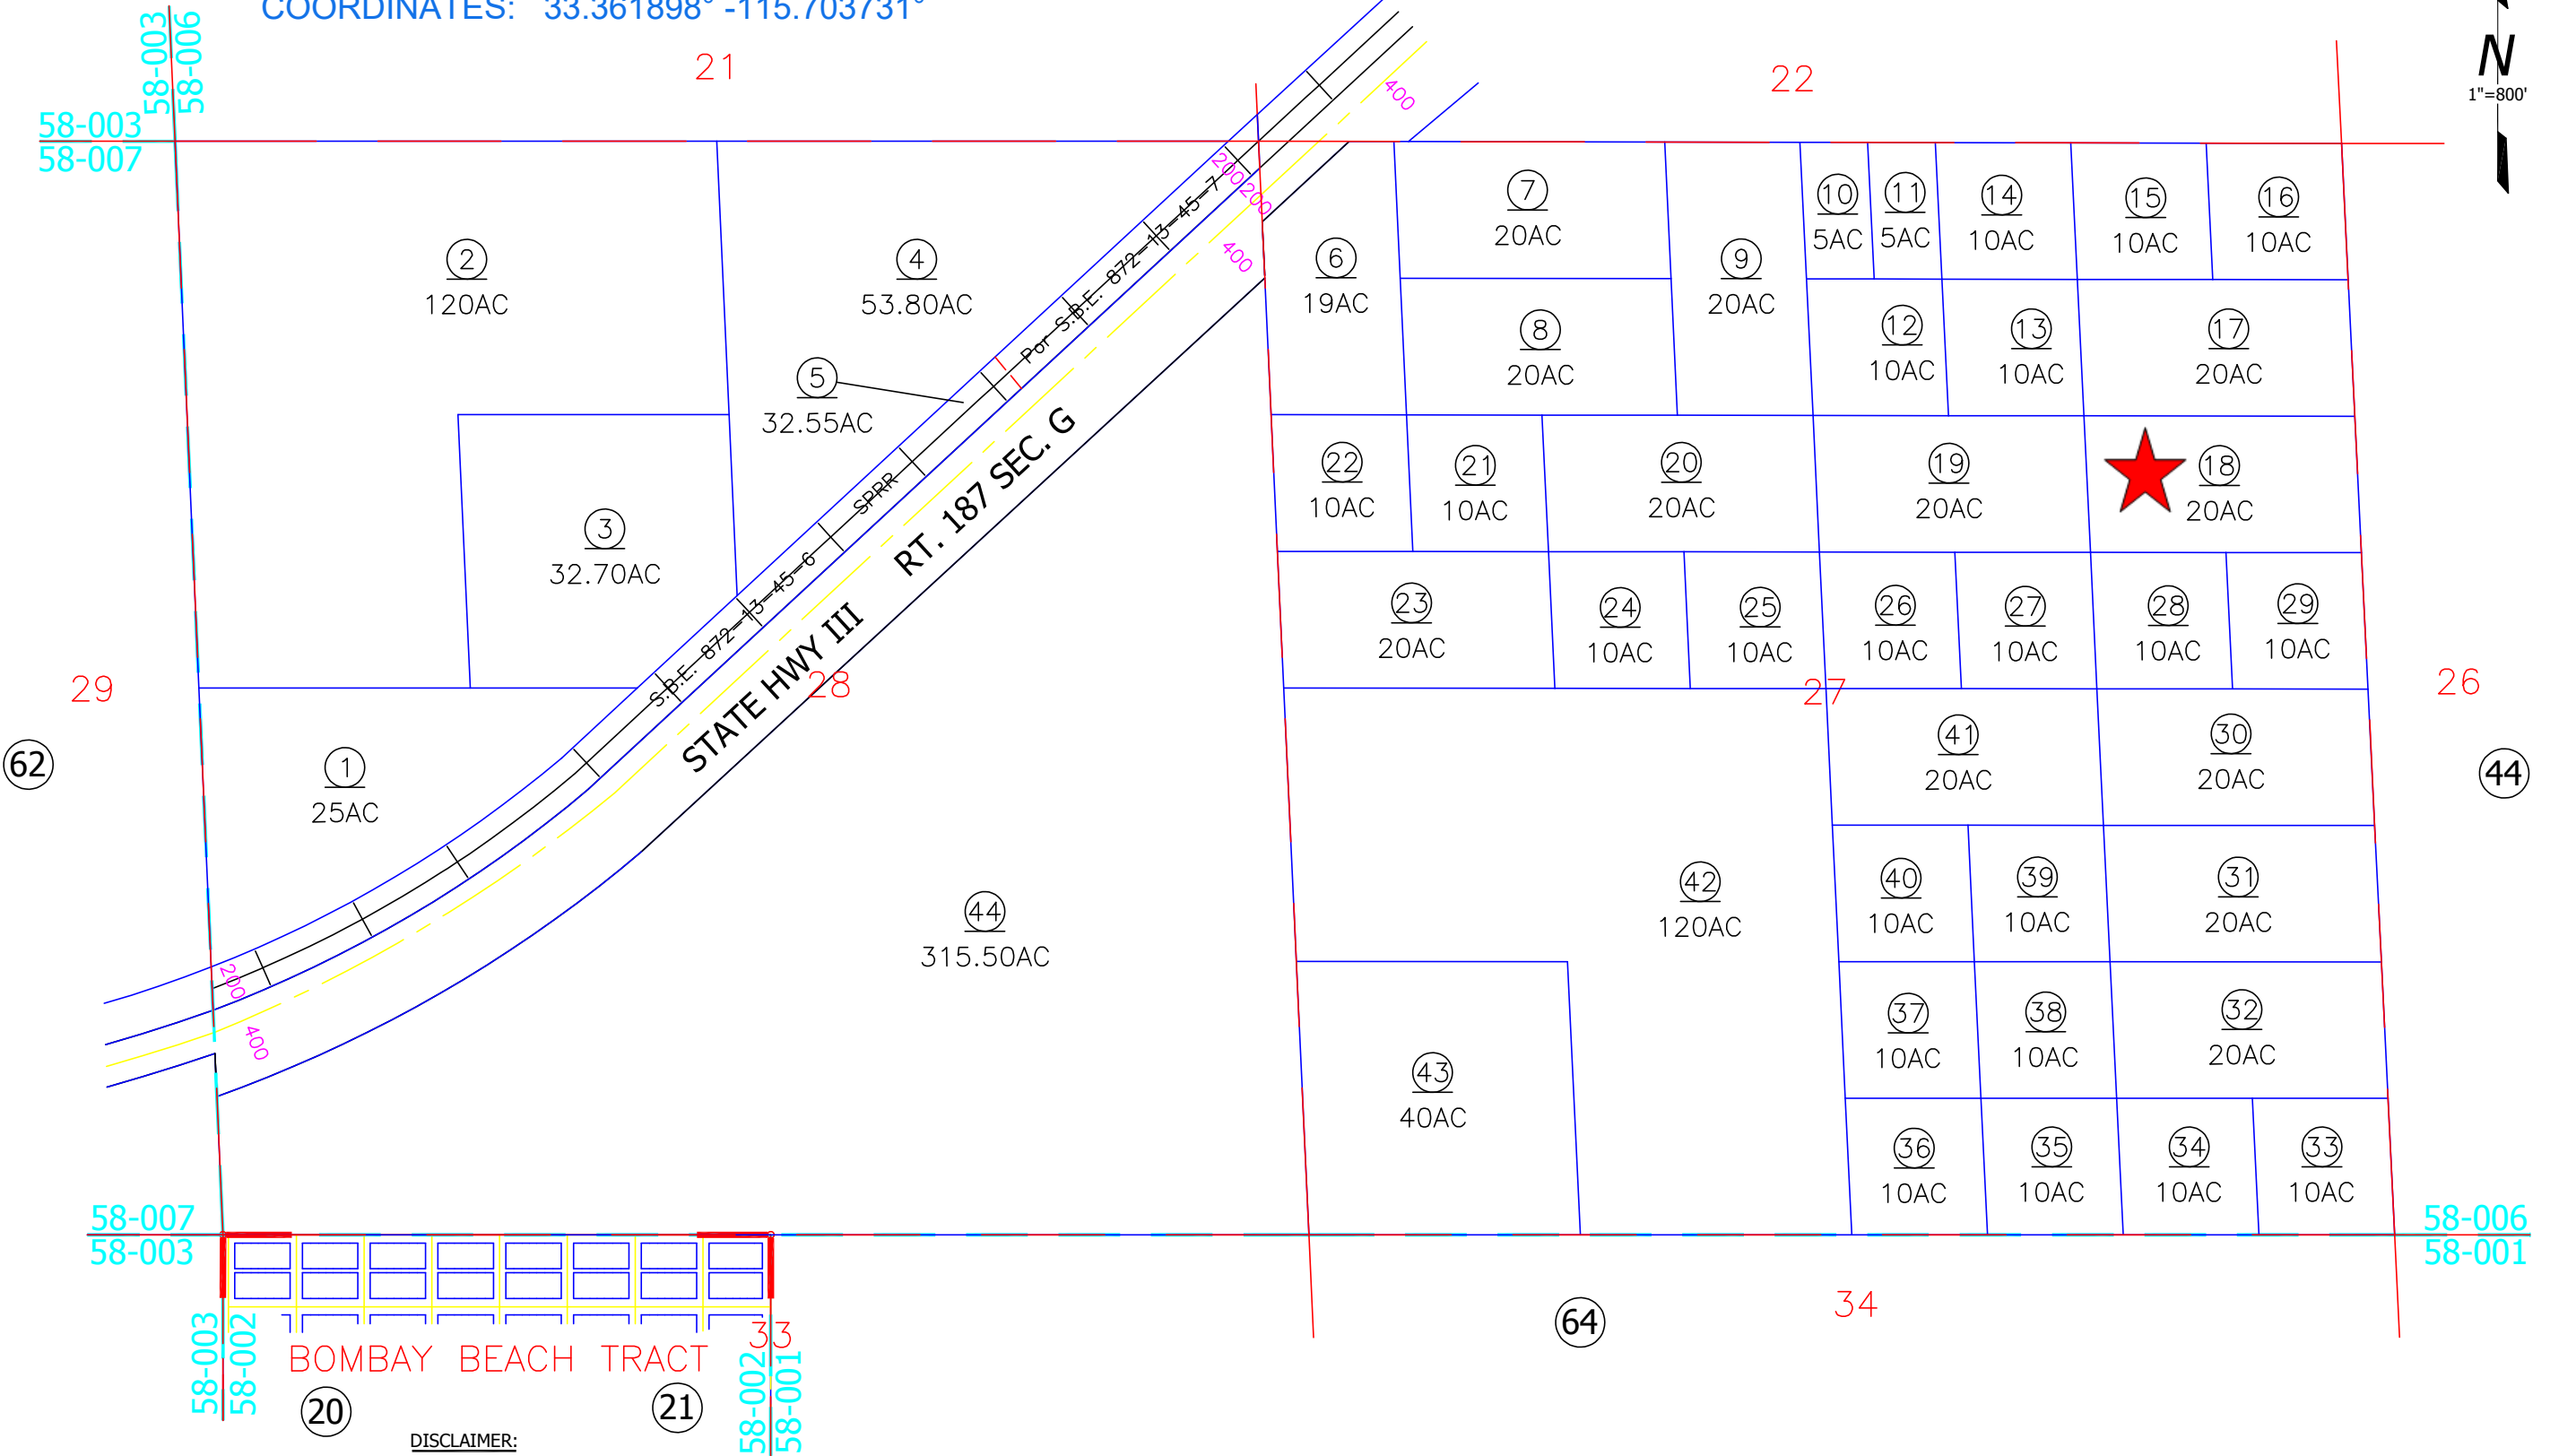 COORDINATES: 33.361898° -115.703731°
58-003
58-006
21
22
N
1"=800'
58-003
58-007
400
200
200
400
2
120AC
4
53.80AC
5
32.55AC
3
32.70AC
1
25AC
Por S.B.E. 872-13-45-7
SPRR
S.B.E. 872-13-45-6
STATE HWY III RT. 187 SEC. G
28
29
62
200
400
44
315.50AC
6
19AC
7
20AC
8
20AC
9
20AC
10
5AC
11
5AC
14
10AC
15
10AC
16
10AC
12
10AC
13
10AC
17
20AC
22
10AC
21
10AC
20
20AC
19
20AC
18
20AC
23
20AC
24
10AC
25
10AC
26
10AC
27
10AC
28
10AC
29
10AC
27
26
44
41
20AC
30
20AC
42
120AC
40
10AC
39
10AC
31
20AC
43
40AC
37
10AC
38
10AC
32
20AC
36
10AC
35
10AC
34
10AC
33
10AC
58-007
58-003
58-006
58-001
58-003
58-002
33
BOMBAY BEACH TRACT
58-002
58-001
20
21
64
34
DISCLAIMER: